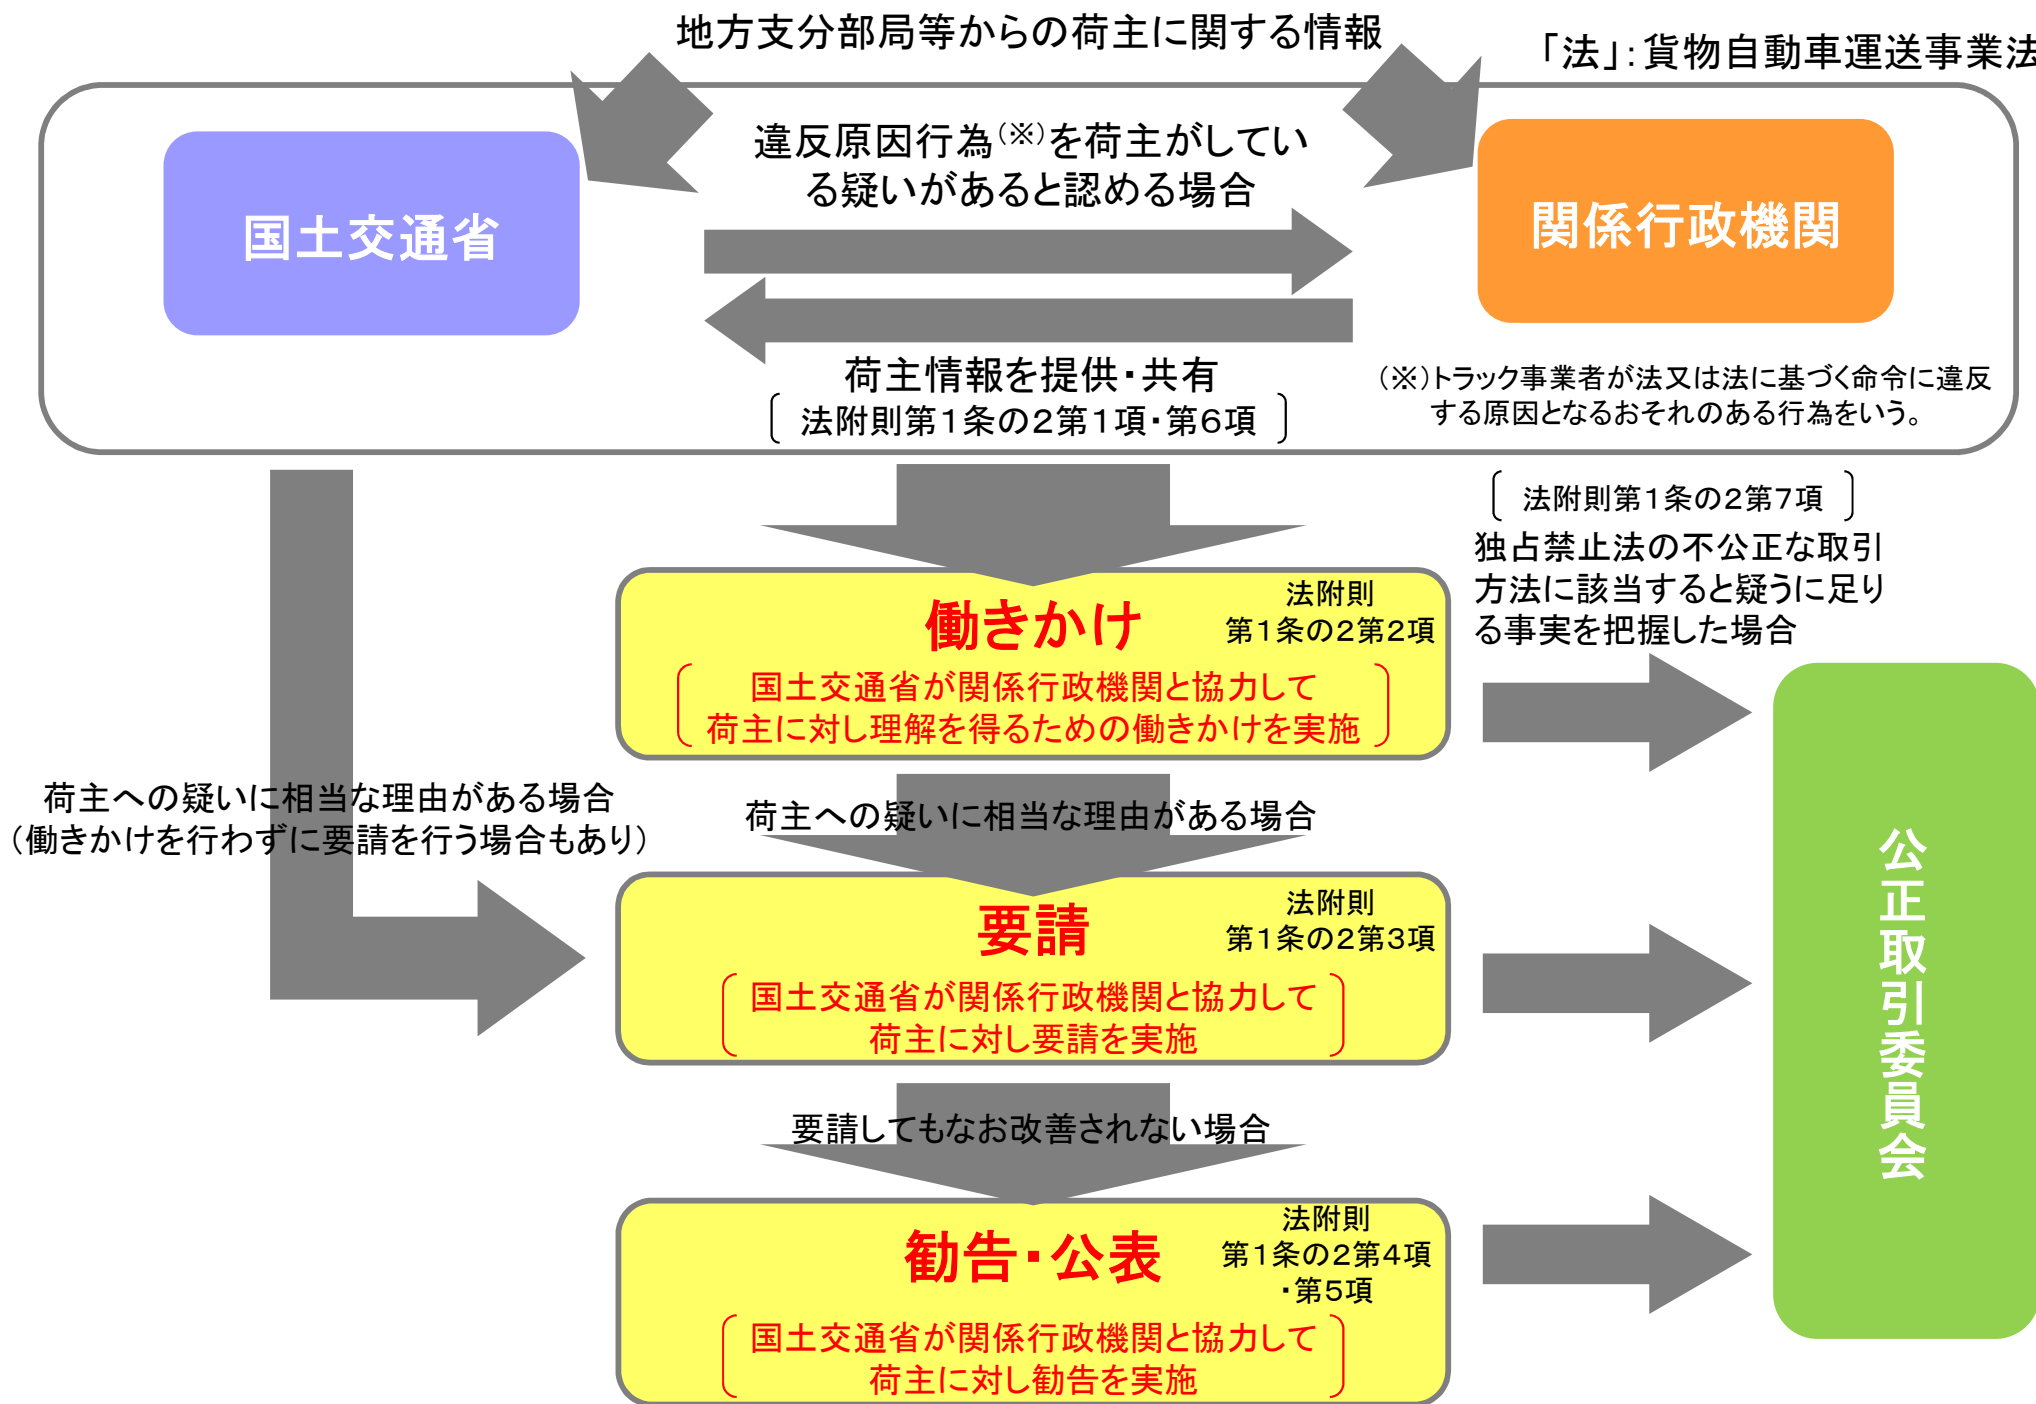 地方支分部局等からの荷主に関する情報
「法」：貨物自動車運送事業法
違反原因行為(※)を荷主がしてい
る疑いがあると認める場合
国土交通省
関係行政機関
荷主情報を提供・共有
法附則第１条の２第１項・第６項
(※)トラック事業者が法又は法に基づく命令に違反
する原因となるおそれのある行為をいう。
法附則第１条の２第７項
独占禁止法の不公正な取引
方法に該当すると疑うに足り
る事実を把握した場合
働きかけ
法附則
第１条の２第２項
国土交通省が関係行政機関と協力して
荷主に対し理解を得るための働きかけを実施
荷主への疑いに相当な理由がある場合
（働きかけを行わずに要請を行う場合もあり）
荷主への疑いに相当な理由がある場合
要請
法附則
第１条の２第３項
国土交通省が関係行政機関と協力して
荷主に対し要請を実施
公正取引委員会
要請してもなお改善されない場合
勧告・公表
法附則
第１条の２第４項
・第５項
国土交通省が関係行政機関と協力して
荷主に対し勧告を実施